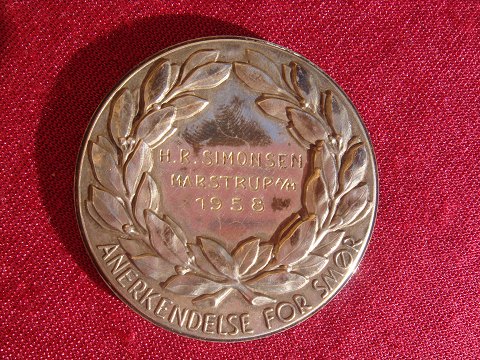 H. R. SIMONSEN
MARSTRUP A/M
1958
ANERKENDELSE FOR SMØR